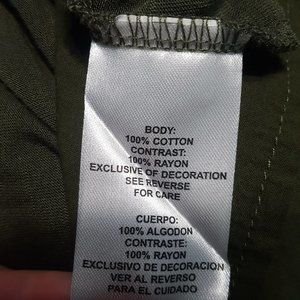 BODY:
100% COTTON
CONTRAST:
100% RAYON
EXCLUSIVE OF DECORATION
SEE REVERSE
FOR CARE
CUERPO:
100% ALGODON
CONTRASTE:
100% RAYON
EXCLUSIVO DE DECORACION
VER AL REVERSO
PARA EL CUIDADO